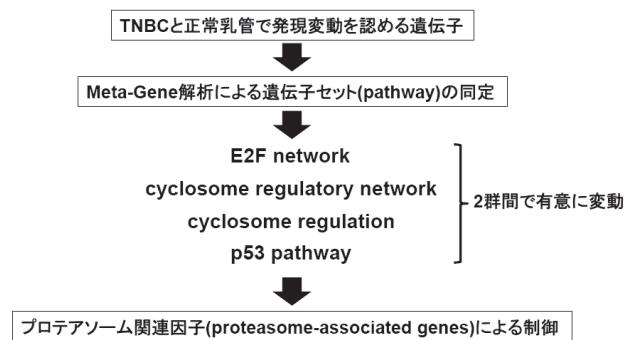 TNBCと正常乳管で発現変動を認める遺伝子
Meta-Gene解析による遺伝子セット(pathway)の同定
E2F network
cyclosome regulatory network
cyclosome regulation
p53 pathway
2群間で有意に変動
プロテアソーム関連因子(proteasome-associated genes)による制御